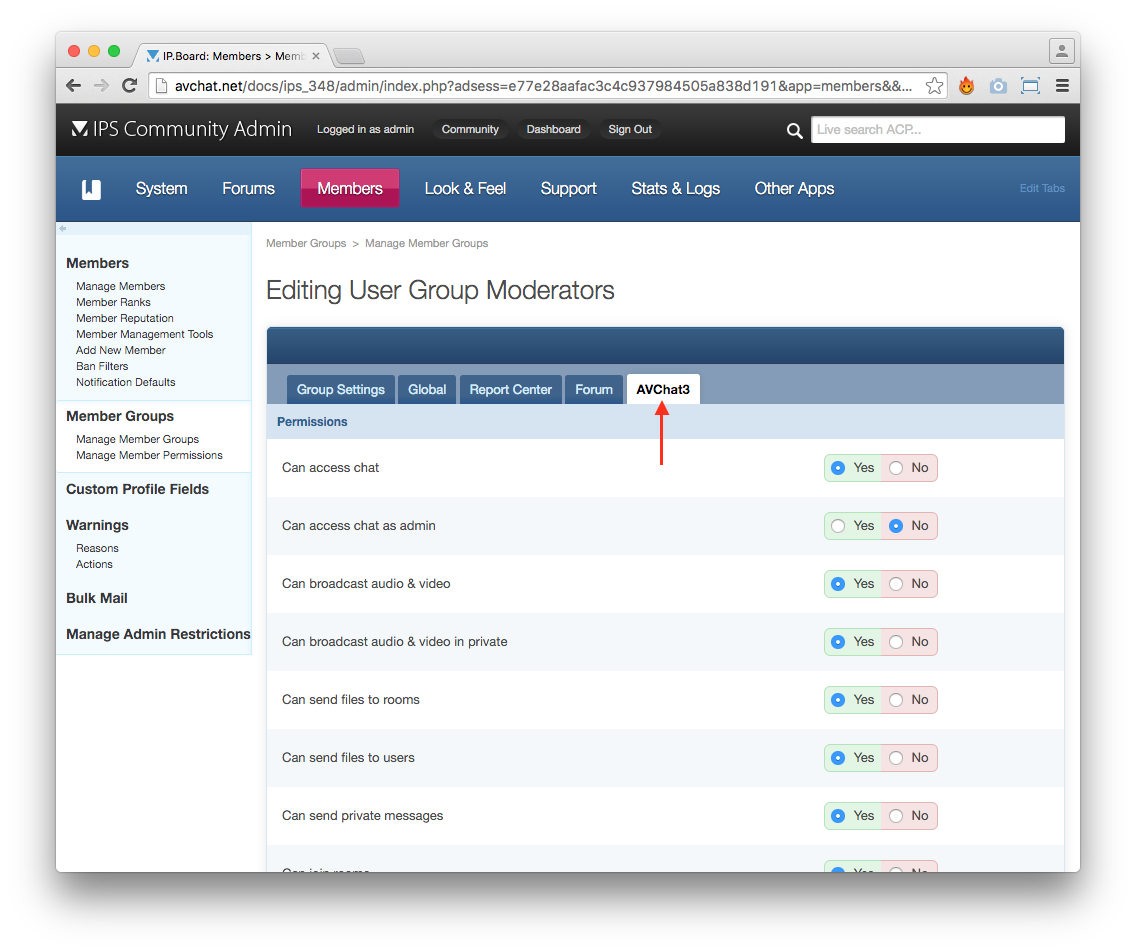 IP.Board: Members > Mem
avchat.net/docs/ips_348/admin/index.php?adsess=e77e28aafac3c4c937984505a838d191&app=members&&...
IPS Community Admin Logged in as admin Community Dashboard Sign Out Live search ACP...
System Forums Members Look & Feel Support Stats & Logs Other Apps Edit Tabs
Member Groups > Manage Member Groups
Editing User Group Moderators
Members
Manage Members
Member Ranks
Member Reputation
Member Management Tools
Add New Member
Ban Filters
Notification Defaults
Member Groups
Manage Member Groups
Manage Member Permissions
Custom Profile Fields
Warnings
Reasons
Actions
Bulk Mail
Manage Admin Restrictions
Group Settings Global Report Center Forum AVChat3
Permissions
Can access chat Yes No
Can access chat as admin Yes No
Can broadcast audio & video Yes No
Can broadcast audio & video in private Yes No
Can send files to rooms Yes No
Can send files to users Yes No
Can send private messages Yes No
Can join rooms Yes No